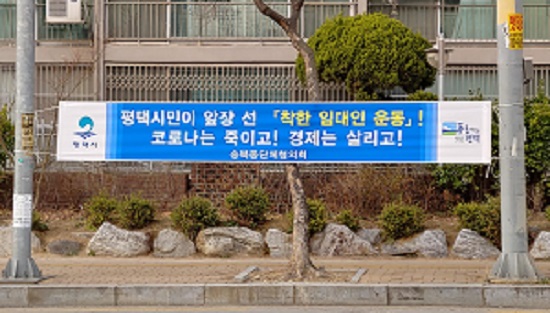 평택시민이 앞장 선 『착한 임대인 운동』!
코로나는 죽이고! 경제는 살리고!
송북동단체협의회
평택시
평택